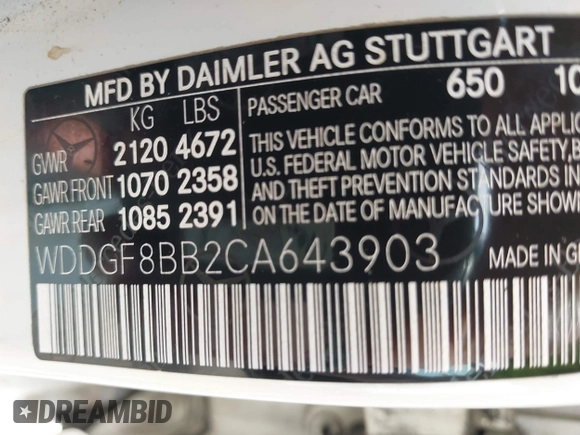 MFD BY DAIMLER AG STUTTGART
KG LBS
GVWR 2120 4672
GAWR FRONT 1070 2358
GAWR REAR 1085 2391
PASSENGER CAR 650 10
THIS VEHICLE CONFORMS TO ALL
U.S. FEDERAL MOTOR VEHICLE SAFETY,
AND THEFT PREVENTION STANDARDS IN
ON THE DATE OF MANUFACTURE
WDDGF8BB2CA643903
MADE IN
DREAMBID